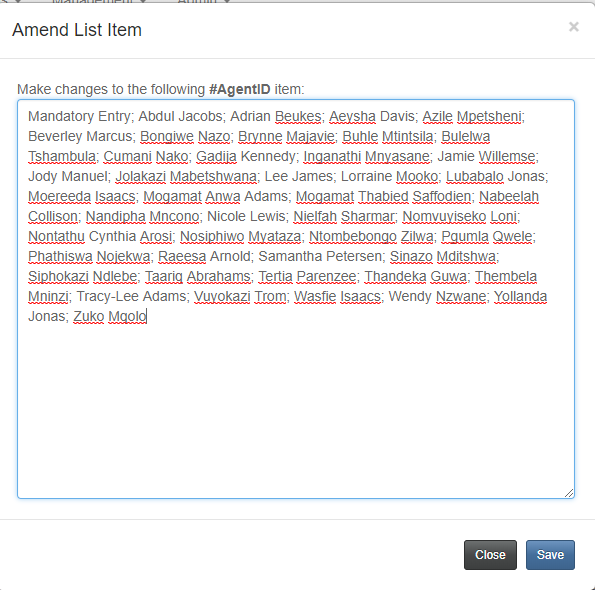 Amend List Item
×
Make changes to the following #AgentID item:
Mandatory Entry; Abdul Jacobs; Adrian Beukes; Aeysha Davis; Azile Mpetsheni;
Beverley Marcus; Bongiwe Nazo; Brynne Majavie; Buhle Mtintsila; Bulelwa
Tshambula; Cumani Nako; Gadija Kennedy; Inganathi Mnyasane; Jamie Willemse;
Jody Manuel; Jolakazi Mabetshwana; Lee James; Lorraine Mooko; Lubabalo Jonas;
Moereeda Isaacs; Mogamat Anwa Adams; Mogamat Thabied Saffodien; Nabeelah
Collison; Nandipha Mncono; Nicole Lewis; Nielfah Sharmar; Nomvuyiseko Loni;
Nontathu Cynthia Arosi; Nosiphiwo Myataza; Ntombebongo Zilwa; Pgumla Qwele;
Phathiswa Nojekwa; Raeesa Arnold; Samantha Petersen; Sinazo Mditshwa;
Siphokazi Ndlebe; Taariq Abrahams; Tertia Parenzee; Thandeka Guwa; Thembela
Mninzi; Tracy-Lee Adams; Vuyokazi Trom; Wasfie Isaacs; Wendy Nzwane; Yollanda
Jonas; Zuko Mqolo
Close Save